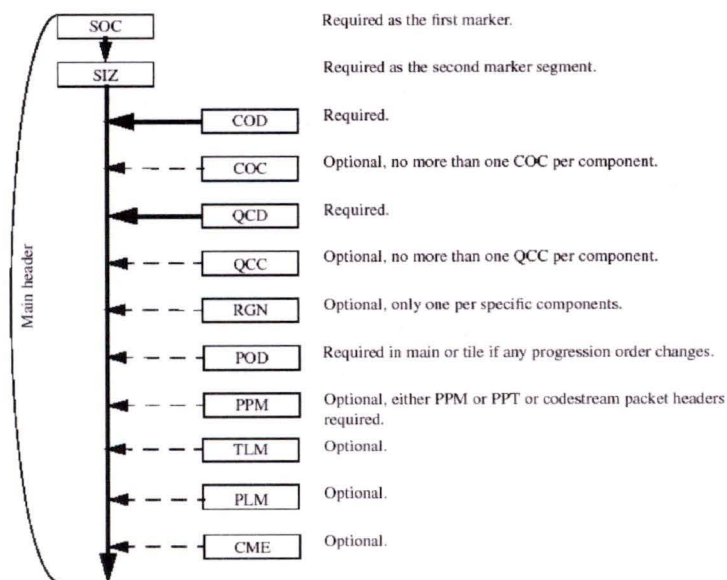 SOC Required as the first marker.
SIZ Required as the second marker segment.
COD Required.
COC Optional, no more than one COC per component.
QCD Required.
QCC Optional, no more than one QCC per component.
RGN Optional, only one per specific components.
POD Required in main or tile if any progression order changes.
PPM Optional, either PPM or PPT or codestream packet headers
required.
TLM Optional.
PLM Optional.
CME Optional.
Main header